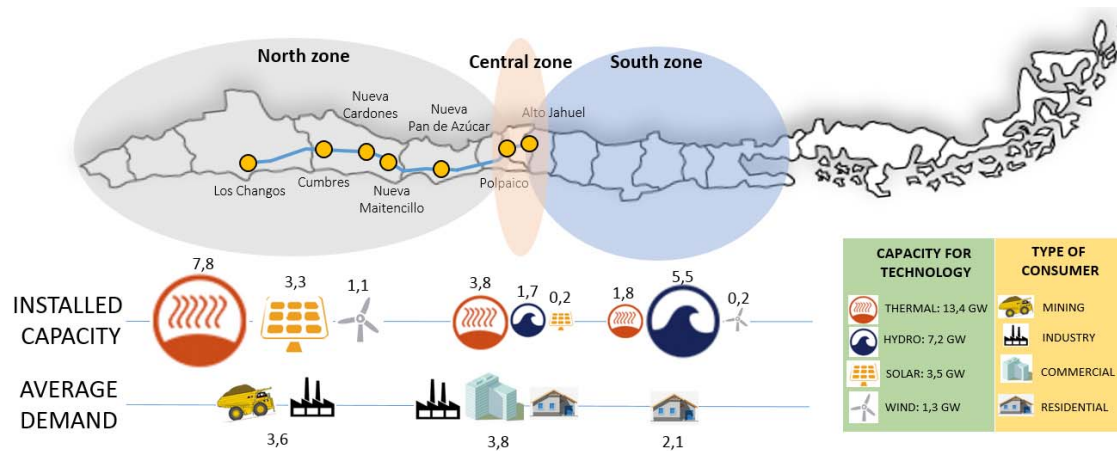 North zone
Central zone
South zone
Nueva
Cardones
Nueva
Pan de Azúcar
Alto Jahuel
Los Changos
Cumbres
Nueva
Maitencillo
Polpaico
INSTALLED
CAPACITY
7,8
3,3
1,1
3,8
1,7
0,2
1,8
5,5
0,2
AVERAGE
DEMAND
3,6
3,8
2,1
CAPACITY FOR
TECHNOLOGY
THERMAL: 13,4 GW
HYDRO: 7,2 GW
SOLAR: 3,5 GW
WIND: 1,3 GW
TYPE OF
CONSUMER
MINING
INDUSTRY
COMMERCIAL
RESIDENTIAL